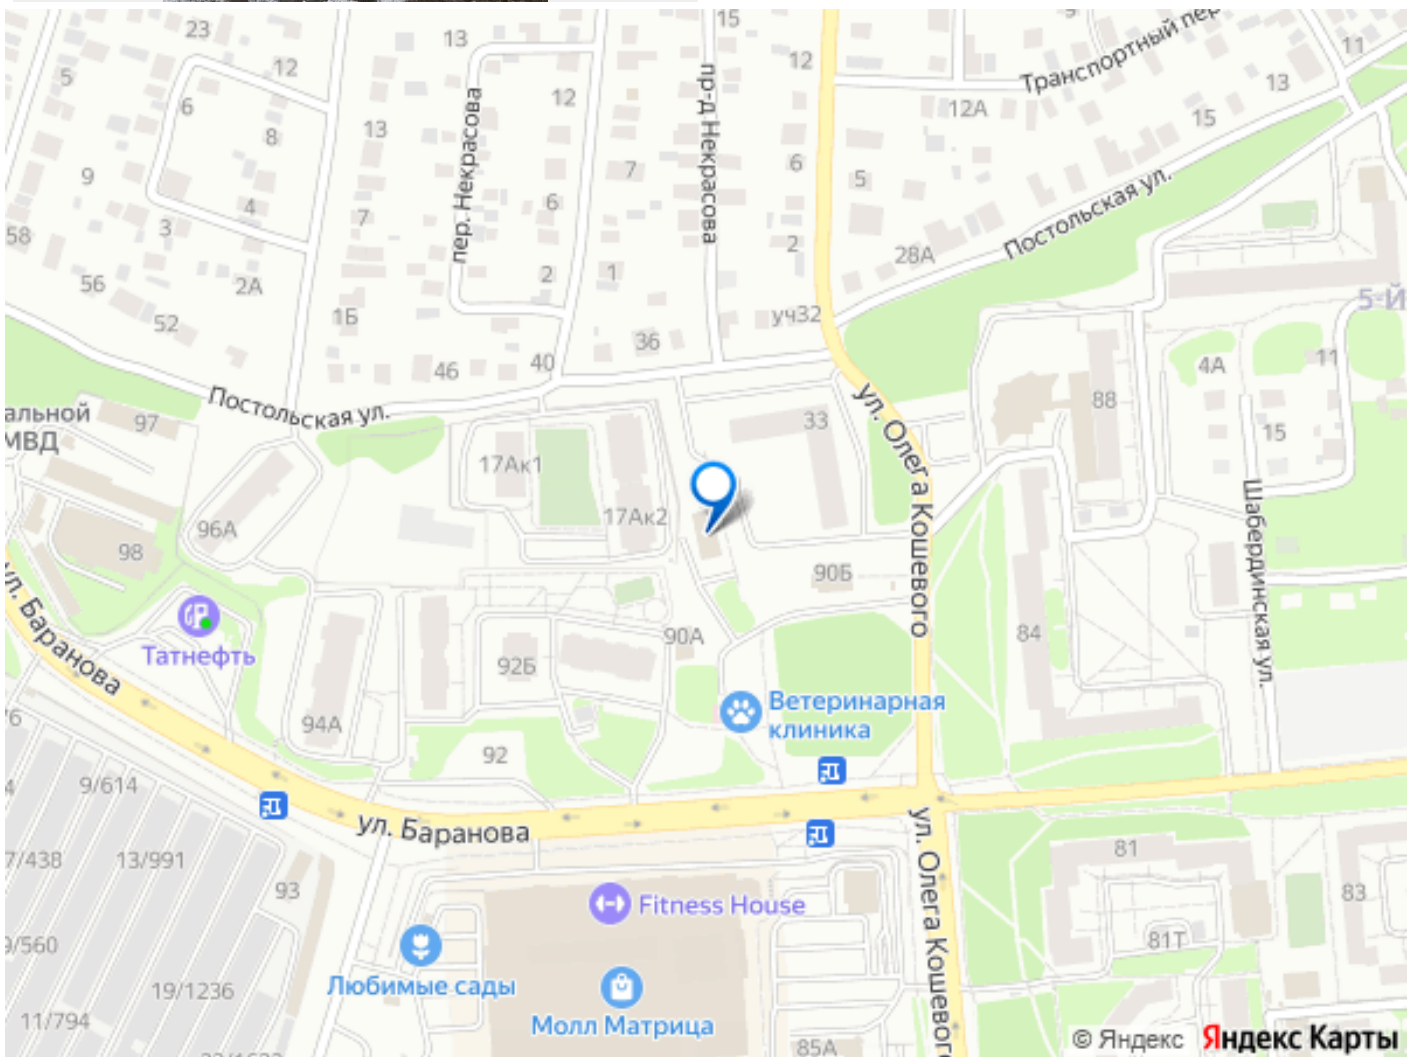 23
13
15
12
Транспортный пер.
11
5
12
12
13
6
12А
15
8
13
пер. Некрасова
пр-д Некрасова
7
6
5
9
4
7
6
Постольская ул.
3
2
58
2
1
28А
56
2А
5-Й
52
1Б
уч32
36
4А
11
46
40
Постольская ул.
88
альной
МВД
97
33
15
ул. Олега Кошевого
17Ак1
17Ак2
96А
98
Шабердинская ул.
90Б
ул. Баранова
Татнефть
90А
84
92Б
Ветеринарная
клиника
94А
92
9/614
ул. Баранова
ул. Олега Кошевого
7/438
13/991
81
93
83
Fitness House
9/560
81Т
Любимые сады
19/1236
Молл Матрица
11/794
85А
© Яндекс Яндекс Карты